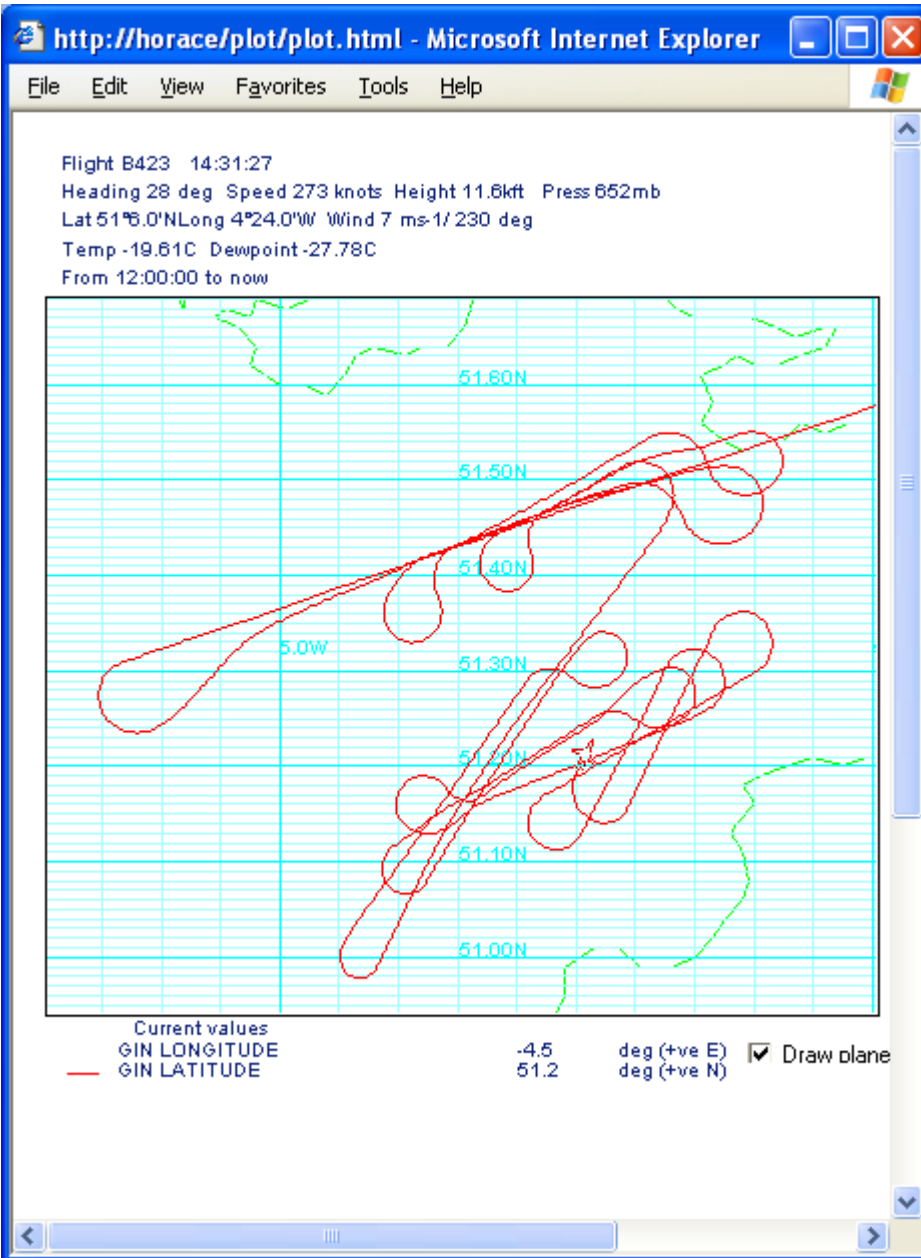 http://horace/plot/plot.html - Microsoft Internet Explorer
File Edit View Favorites Tools Help
Flight B423 14:31:27
Heading 28 deg Speed 273 knots Height 11.6kft Press 652mb
Lat 51°6.0'NLong 4°24.0'W Wind 7 ms-1/ 230 deg
Temp -19.61C Dewpoint -27.78C
From 12:00:00 to now
51.60N
51.50N
51.40N
5.0W
51.30N
51.20N
51.10N
51.00N
Current values
GIN LONGITUDE -4.5 deg (+ve E) Draw plane
GIN LATITUDE 51.2 deg (+ve N)